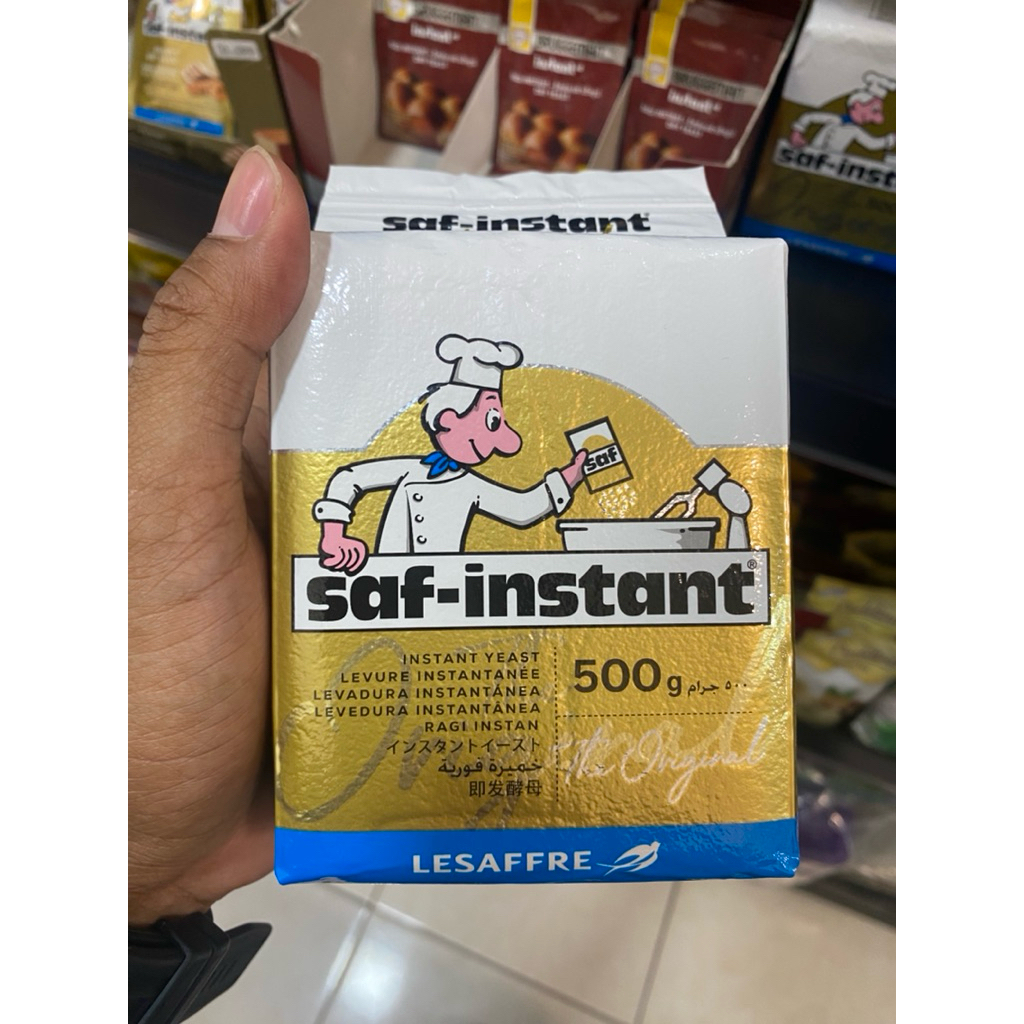 saf-instant
saf
saf-instant®
INSTANT YEAST
LEVURE INSTANTANÉE
LEVADURA INSTANTÁNEA
LEVEDURA INSTANTÂNEA
RAGI INSTAN
インスタントイースト
خميرة فورية
即发酵母
500g ٥٠٠ جرام
The Original
LESAFFRE
saf-inst